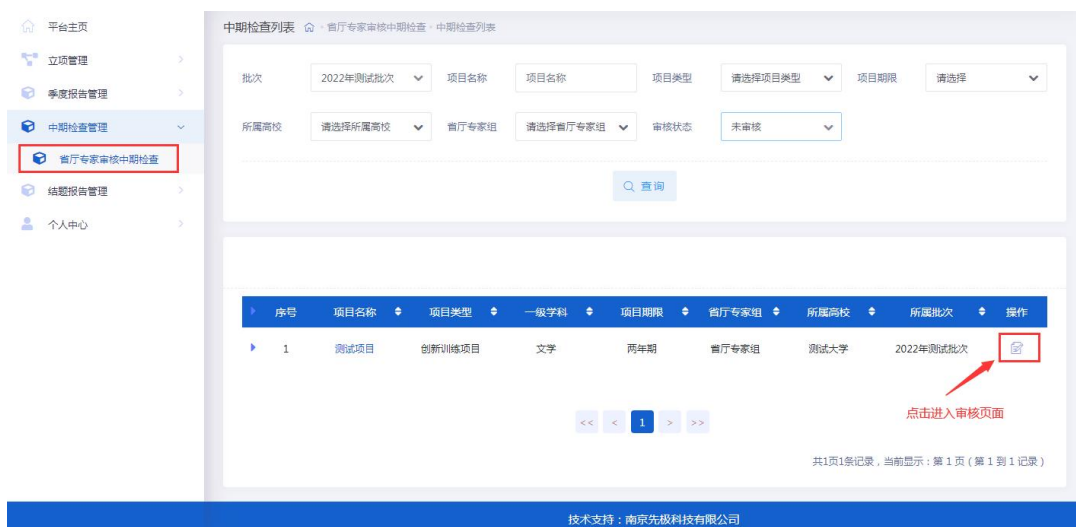 平台主页
立项管理
季度报告管理
中期检查管理
省厅专家审核中期检查
结题报告管理
个人中心
中期检查列表 · 省厅专家审核中期检查 · 中期检查列表
批次 2022年测试批次 项目名称 项目名称 项目类型 请选择项目类型 项目期限 请选择
所属高校 请选择所属高校 省厅专家组 请选择省厅专家组 审核状态 未审核
查询
序号 项目名称 项目类型 一级学科 项目期限 省厅专家组 所属高校 所属批次 操作
1 测试项目 创新训练项目 文学 两年期 省厅专家组 测试大学 2022年测试批次
点击进入审核页面
<< < 1 > >>
共1页1条记录，当前显示：第 1 页 ( 第 1 到 1 记录 )
技术支持：南京先极科技有限公司